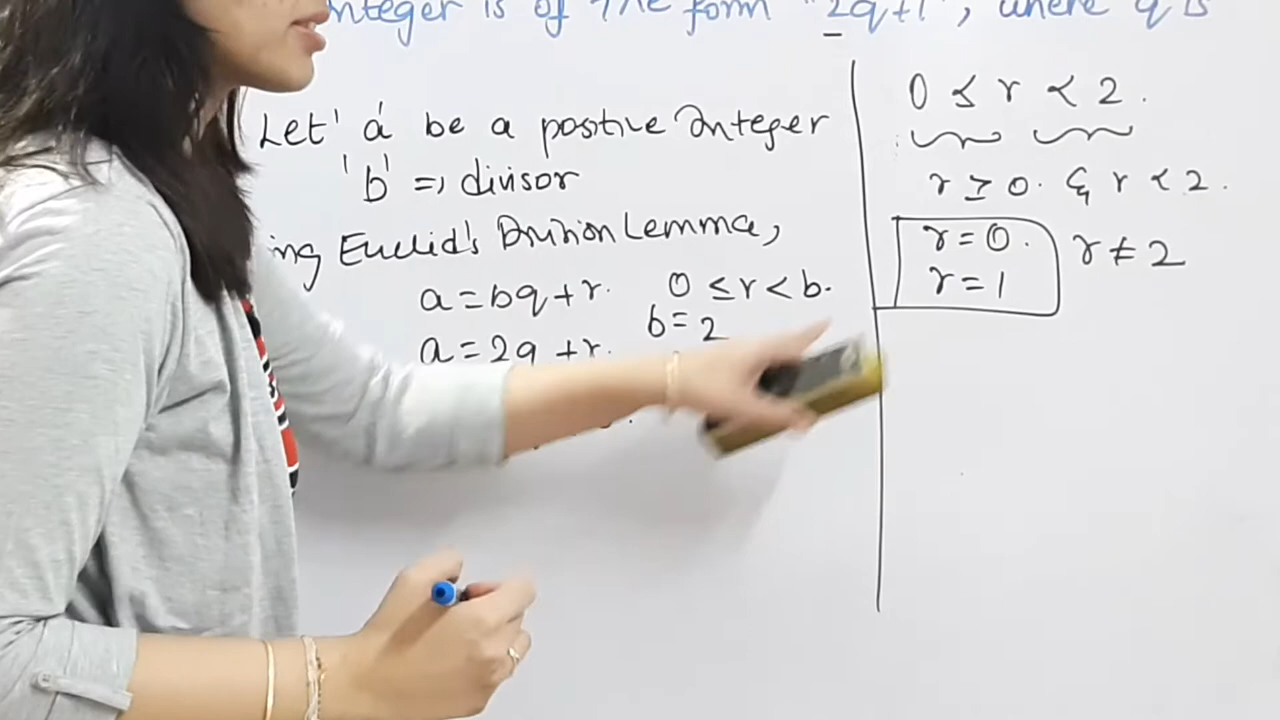 integer is of the form "2q+1", where q is
Let 'a' be a positive Integer
'b' => divisor
ing Euclid's Division Lemma,
a = bq + r. 0 ≤ r < b.
b = 2
a = 2q + r.
0 ≤ r < 2.
r ≥ 0. & r < 2.
r = 0.
r = 1
r ≠ 2